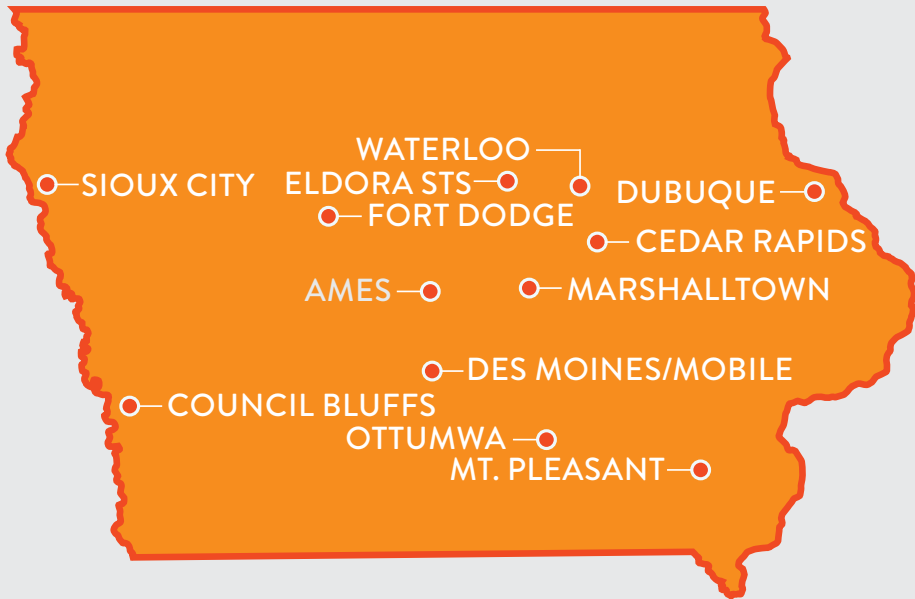 WATERLOO
SIOUX CITY
ELDORA STS
DUBUQUE
FORT DODGE
CEDAR RAPIDS
AMES
MARSHALLTOWN
DES MOINES/MOBILE
COUNCIL BLUFFS
OTTUMWA
MT. PLEASANT